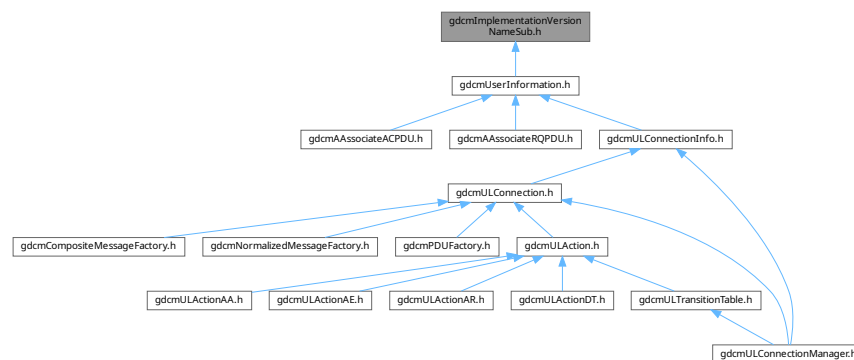 gdcmImplementationVersion
NameSub.h
gdcmUserInformation.h
gdcmAAssociateACPDU.h
gdcmAAssociateRQPDU.h
gdcmULConnectionInfo.h
gdcmULConnection.h
gdcmCompositeMessageFactory.h
gdcmNormalizedMessageFactory.h
gdcmPDUFactory.h
gdcmULAction.h
gdcmULActionAA.h
gdcmULActionAE.h
gdcmULActionAR.h
gdcmULActionDT.h
gdcmULTransitionTable.h
gdcmULConnectionManager.h